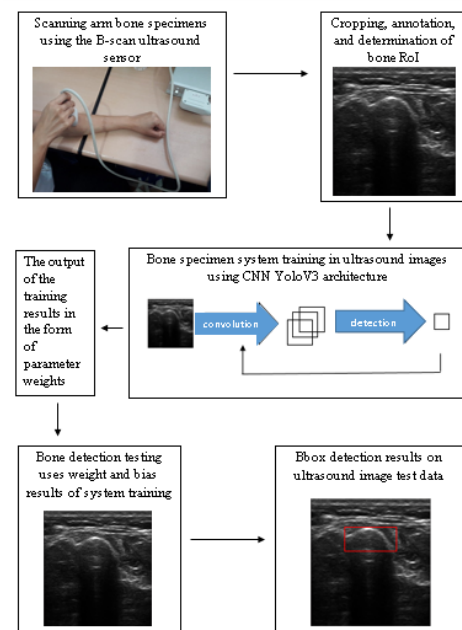 Scanning arm bone specimens
using the B-scan ultrasound
sensor
Cropping, annotation,
and determination of
bone RoI
Bone specimen system training in ultrasound images
using CNN YoloV3 architecture
convolution
detection
The output
of the
training
results in
the form
of
parameter
weights
Bone detection testing
uses weight and bias
results of system training
Bbox detection results on
ultrasound image test data